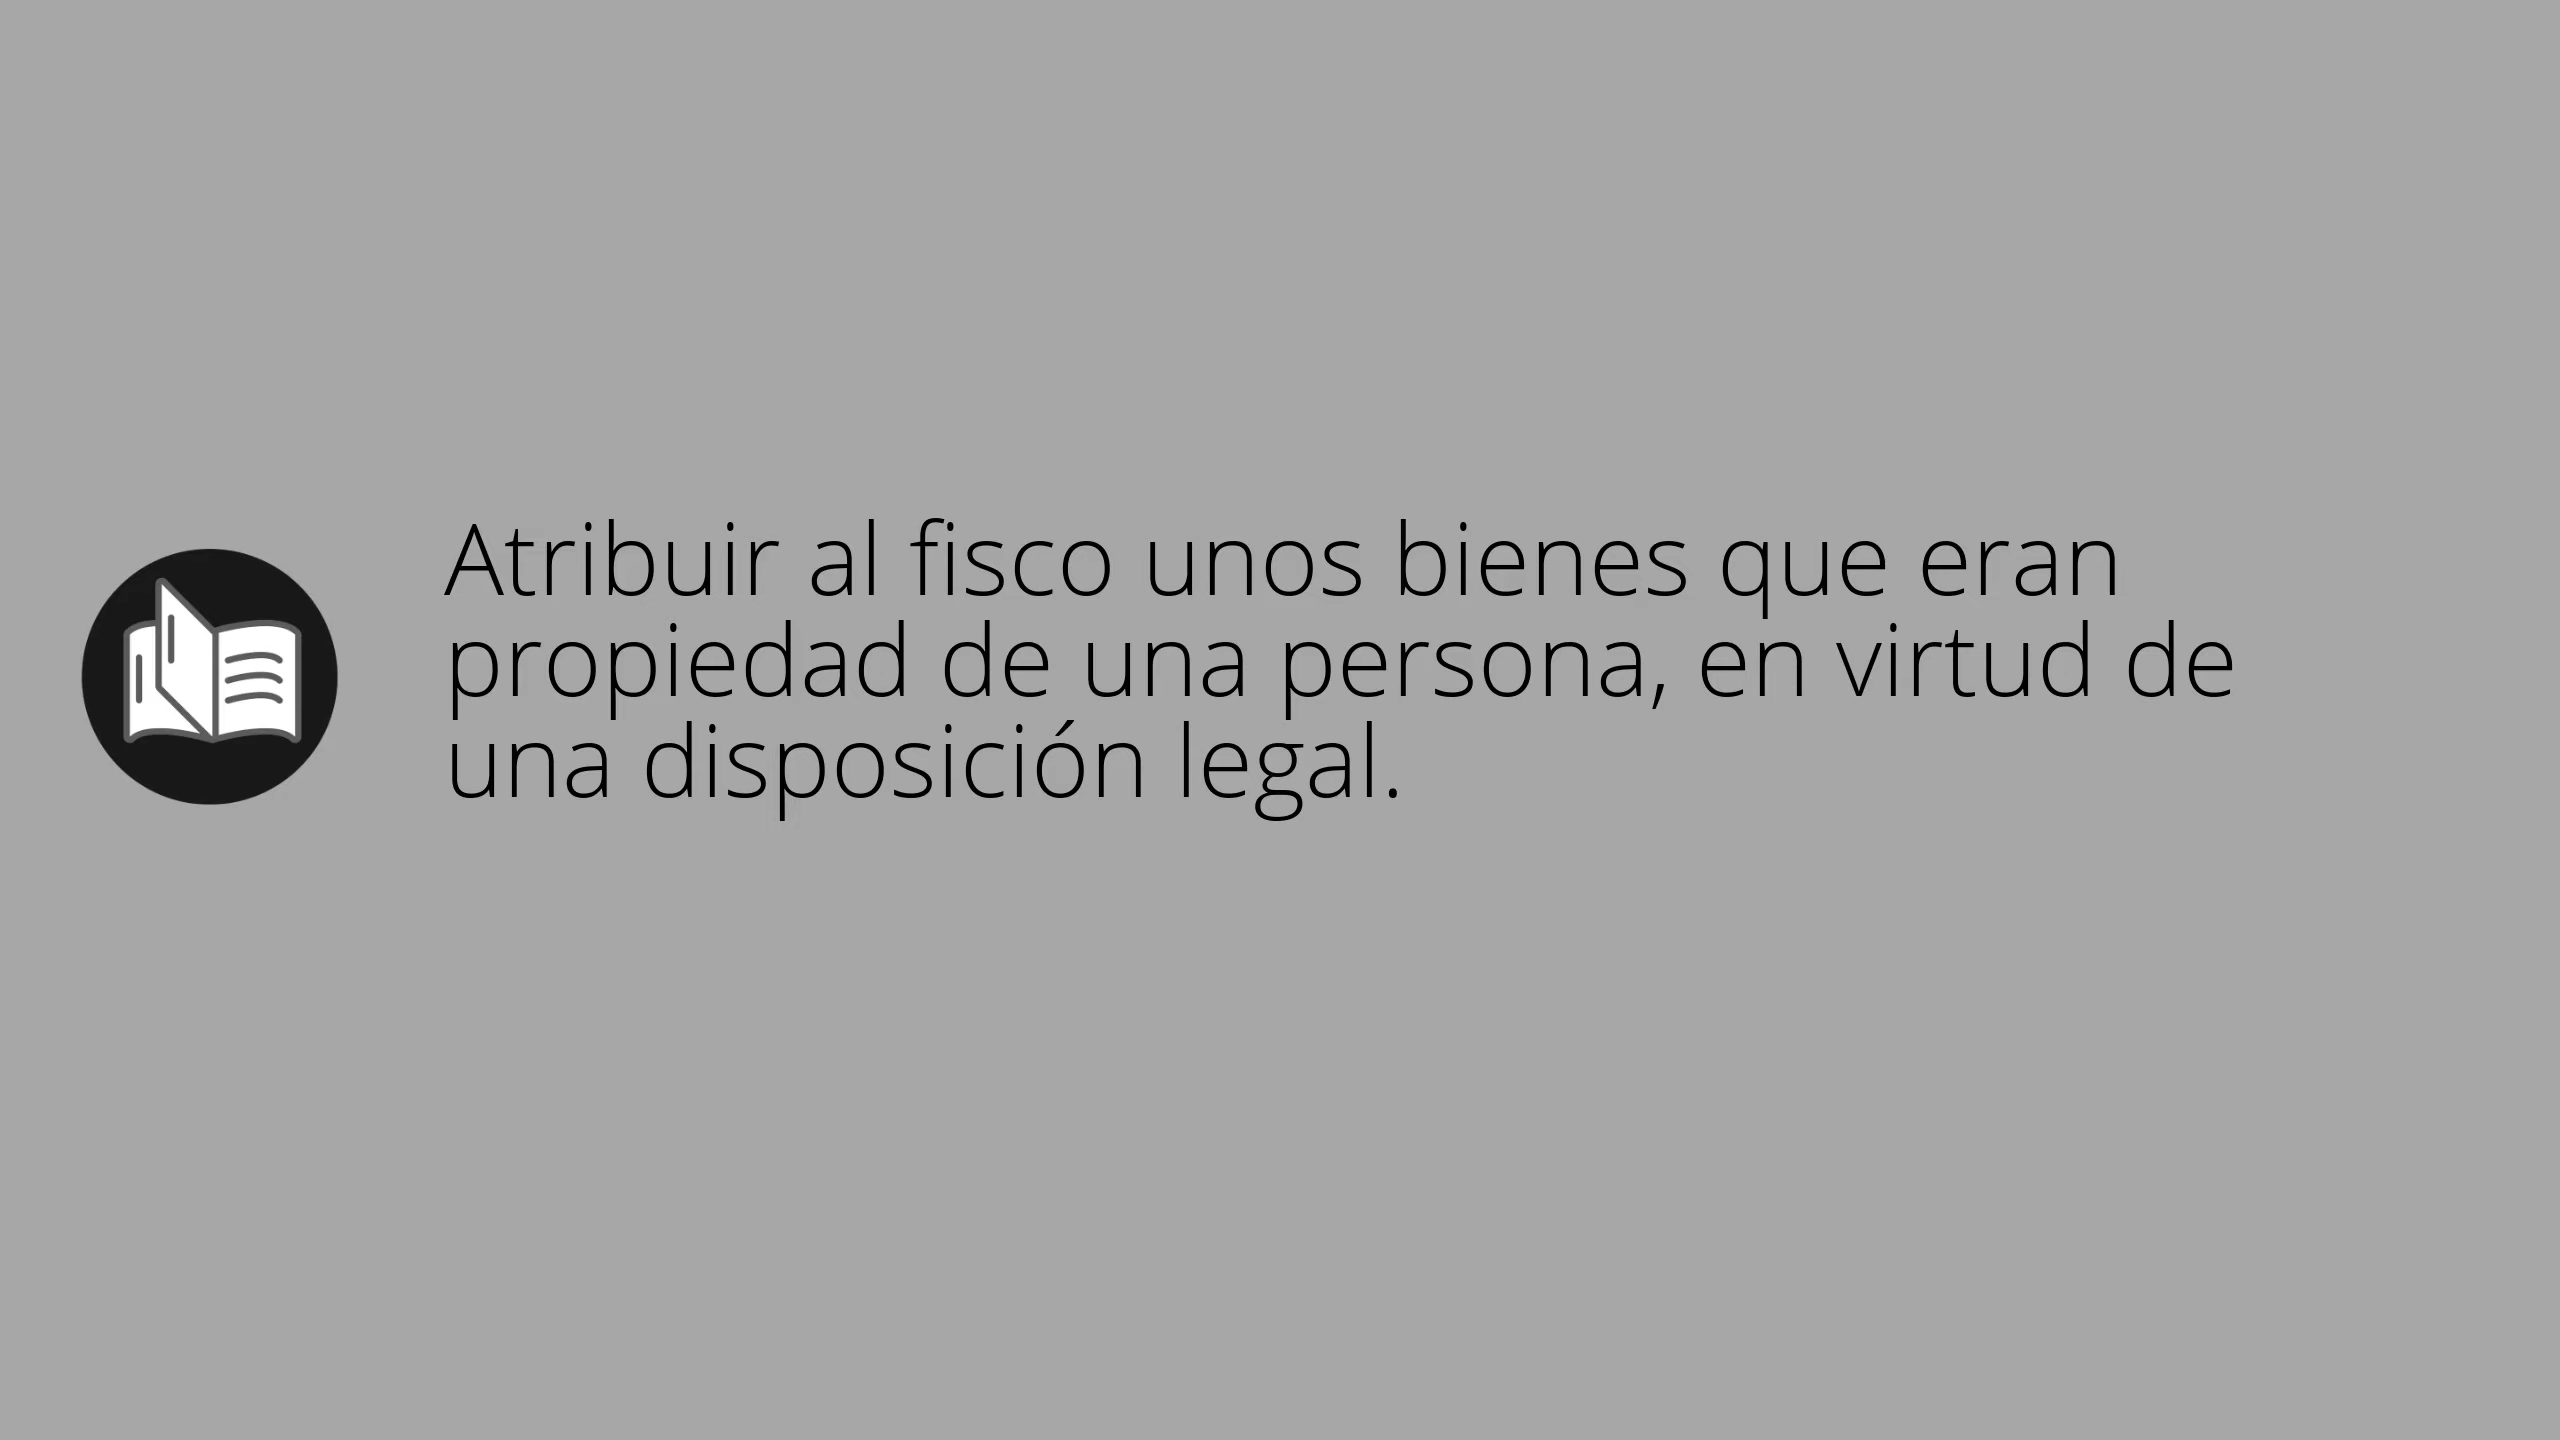 Atribuir al fisco unos bienes que eran
propiedad de una persona, en virtud de
una disposición legal.